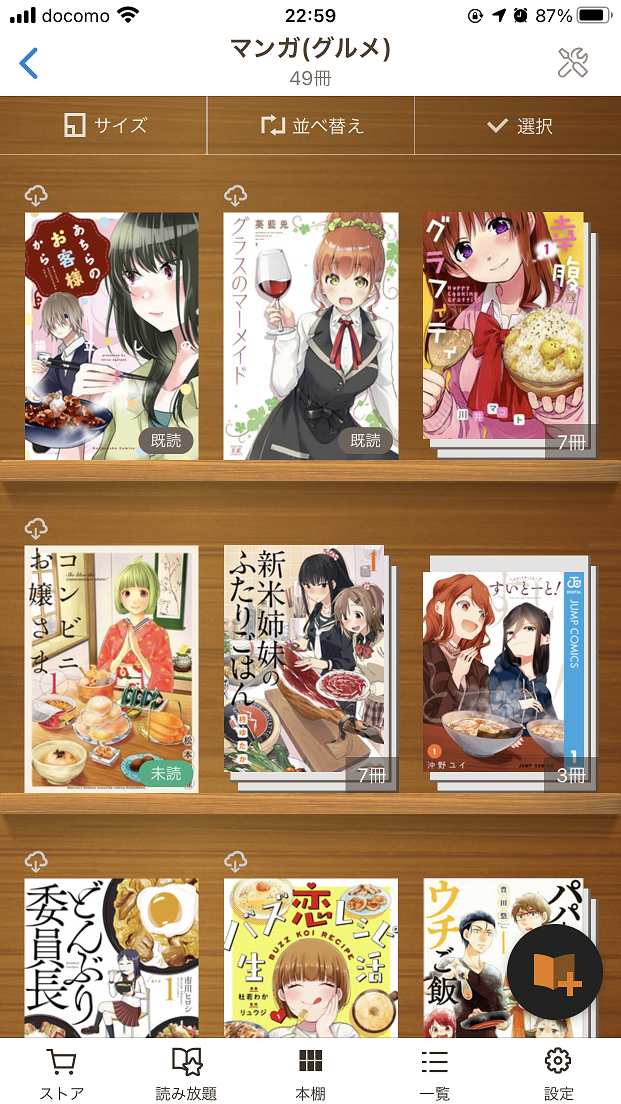 docomo
22:59
87%
マンガ(グルメ)
49冊
サイズ
並べ替え
選択
あちらの
お客様
から
既読
英藍兎
グラスのマーメイド
既読
幸腹
グラフィティ
Happy
Cooking
Graffiti
1
川井マコト
7冊
コンビニ
お嬢さま
1
未読
新米姉妹の
ふたりごはん
1
柊ゆたか
7冊
すいとーと!
DIGITAL
JUMP COMICS
1
沖野ユイ
JUMP COMICS
1
3冊
どんぶり
委員長
市川ヒロシ
1
バズ恋レシピ
生活
BUZZ KOI RECIPE
杜若わか
リュウジ
1
パパ
ウチご飯
豊田悠
1
ストア
読み放題
本棚
一覧
設定